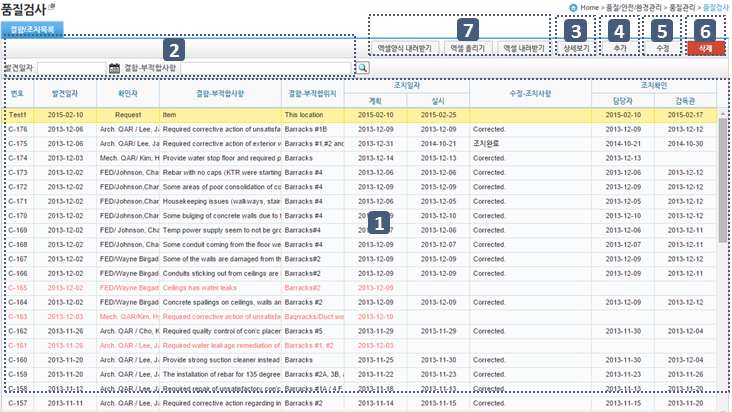 품질검사
Home > 품질/안전/환경관리 > 품질관리 > 품질검사
결함/조치목록
7 3 4 5 6
2
엑셀양식 내려받기 엑셀 올리기 엑셀 내려받기 상세보기 추가 수정 삭제
발견일자 결함-부적합사항
번호 발견일자 확인자 결함-부적합사항 결함-부적합위치 조치일자 수정-조치사항 조치확인
계획 실시 담당자 감독관
Test1 2015-02-10 Request Item This location 2015-02-10 2015-02-25 2015-02-10 2015-02-17
C-176 2013-12-06 Arch. QAR / Lee, Ja Required corrective action of unsatisfa Barracks #1B 2013-12-09 2013-12-09 Corrected. 2013-12-09 2013-12-12
C-175 2013-12-06 Arch. QAR / Lee, Ja Required corrective action of exterior v Barracks #1,#2 and 2013-12-31 2014-10-21 조치완료 2014-10-21 2014-10-30
C-174 2013-12-03 Mech. QAR/ Kim, H Provide water stop floor and required p Barracks 2013-12-14 2013-12-13 Corrercted. 2013-12-13
C-173 2013-12-02 FED/Johnson,Char Rebar with no caps (KTR were starting Barracks #4 2013-12-06 2013-12-06 Corrected. 2013-12-06 2013-12-12
C-172 2013-12-02 FED/Johnson,Char Some areas of poor consolidation of co Barracks #4 2013-12-09 2013-12-09 Corrected. 2013-12-09 2013-12-12
C-171 2013-12-02 FED/Johnson,Char Housekeeping issues (walkways, stair Barracks #4 2013-12-06 2013-12-05 Corrected. 2013-12-05 2013-12-12
C-170 2013-12-02 FED/Johnson,Char Some bulging of concrete walls due to Barracks #4 2013-12-09 2013-12-10 Corrected. 2013-12-10 2013-12-12
C-169 2013-12-02 FED/ Johnson, Cha Temp power supply seem to not be gro Barracks#4 2013-12-06 Corrected. 2013-12-06 2013-12-11
1
C-168 2013-12-02 FED/ Johnson, Cha Some conduit coming from the floor we Barracks #4 2013-12-09 2013-12-07 Corrected. 2013-12-07 2013-12-11
C-167 2013-12-02 FED/Wayne Birgad Some of the walls are damaged from th Barracks#2 2013-12-09 2013-12-09 Corrected. 2013-12-09 2013-12-12
C-166 2013-12-02 FED/Wayne Birgad Conduits sticking out from ceilings are Barracks #2 2013-12-09 2013-12-06 Corrected. 2013-12-06 2013-12-11
C-165 2013-12-02 FED/Wayne Birgad Ceilings has water leaks Barracks#2 2013-12-09
C-164 2013-12-02 FED/Wayne Birgad Concrete spallings on ceilings, walls an Barracks #2 2013-12-09 2013-12-09 Corrected. 2013-12-09 2013-12-12
C-163 2013-12-03 Mech. QAR/Kim, Hy Required corrective action of unsatisfa Baqrracks/Duct wo 2013-12-10
C-162 2013-11-26 Arch. QAR / Cho, K Required quality control of con'c placer Barracks #5 2013-11-29 2013-11-29 Corrected. 2013-11-30 2013-12-04
C-161 2013-11-26 Arch. QAR / Lee, Ja Required water leakage remediation of Barracks #1, #2 2013-12-03
C-160 2013-11-20 Arch. QAR / Lee, Ja Provide strong suction cleaner instead Barracks 2013-11-25 2013-11-30 Corrected. 2013-11-30 2013-12-04
C-159 2013-11-20 Arch. QAR / Lee, Ja The installation of rebar for 135 degree Barracks #2A, 3B, 2013-11-22 2013-11-23 Corrected. 2013-11-23 2013-11-26
C-158 2013-11-12 Arch. QAR / Lee, Ja Required repair of unsatisfactory con'c Barracks #1A / 4 F 2013-11-18 2013-11-13 Corrected. 2013-11-13 2013-11-20
C-157 2013-11-11 Arch. QAR / Lee, Ja Required corrective action regarding in Barracks #2 2013-11-14 2013-11-15 Corrected. 2013-11-15 2013-11-20